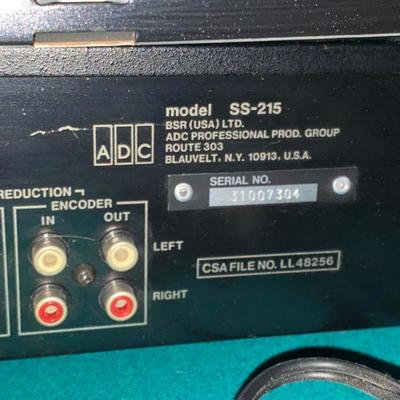 model SS-215
BSR (USA) LTD.
ADC PROFESSIONAL PROD. GROUP
ROUTE 303
BLAUVELT, N.Y. 10913, U.S.A.
ADC
SERIAL NO.
31007304
REDUCTION
ENCODER
IN OUT
LEFT
CSA FILE NO. LL48256
RIGHT